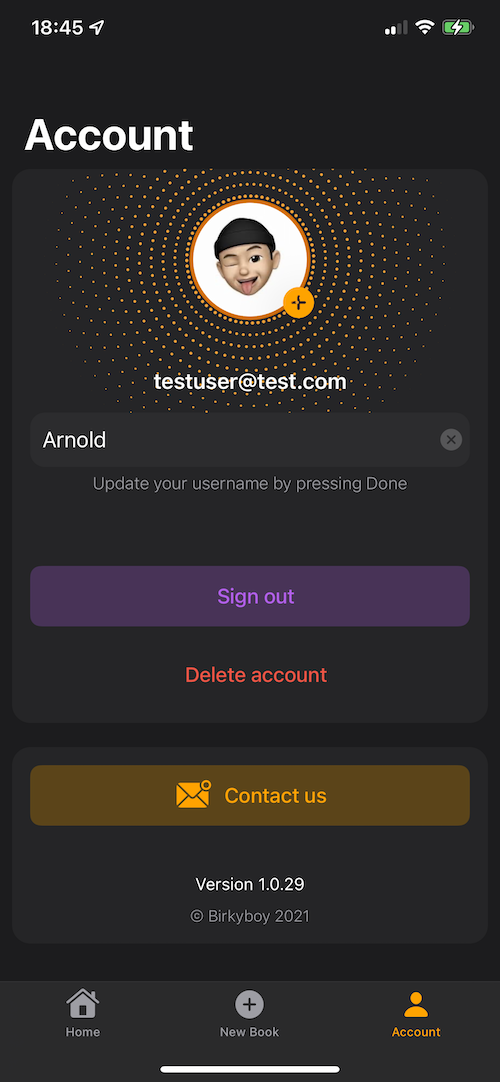 18:45
Account
testuser@test.com
Arnold
Update your username by pressing Done
Sign out
Delete account
Contact us
Version 1.0.29
© Birkyboy 2021
Home
New Book
Account